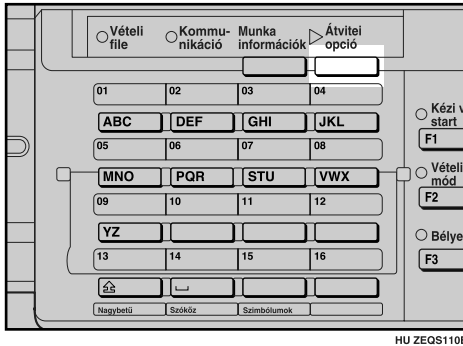 Vételi
file
Kommu-
nikáció
Munka
információk
Átvitei
opció
01 02 03 04
ABC DEF GHI JKL
05 06 07 08
MNO PQR STU VWX
09 10 11 12
YZ
13 14 15 16
Nagybetű Szóköz Szimbólumok
Kézi v
start
F1
Vételi
mód
F2
Bélye
F3
HU ZEQS110E